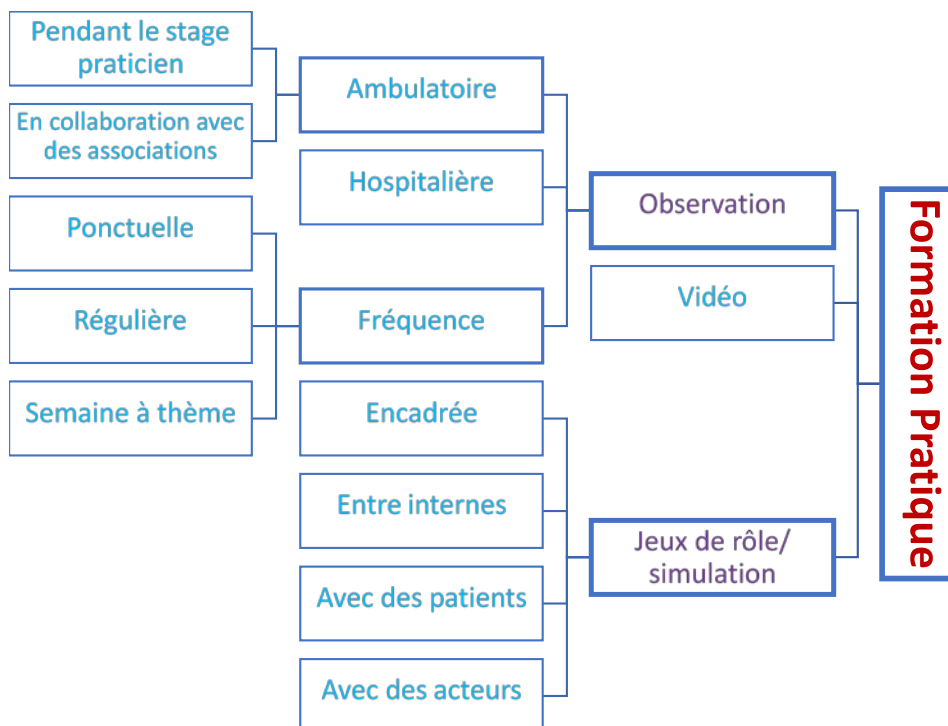 Pendant le stage
praticien
En collaboration avec
des associations
Ponctuelle
Régulière
Semaine à thème
Ambulatoire
Hospitalière
Fréquence
Encadrée
Entre internes
Avec des patients
Avec des acteurs
Observation
Vidéo
Jeux de rôle/
simulation
Formation Pratique